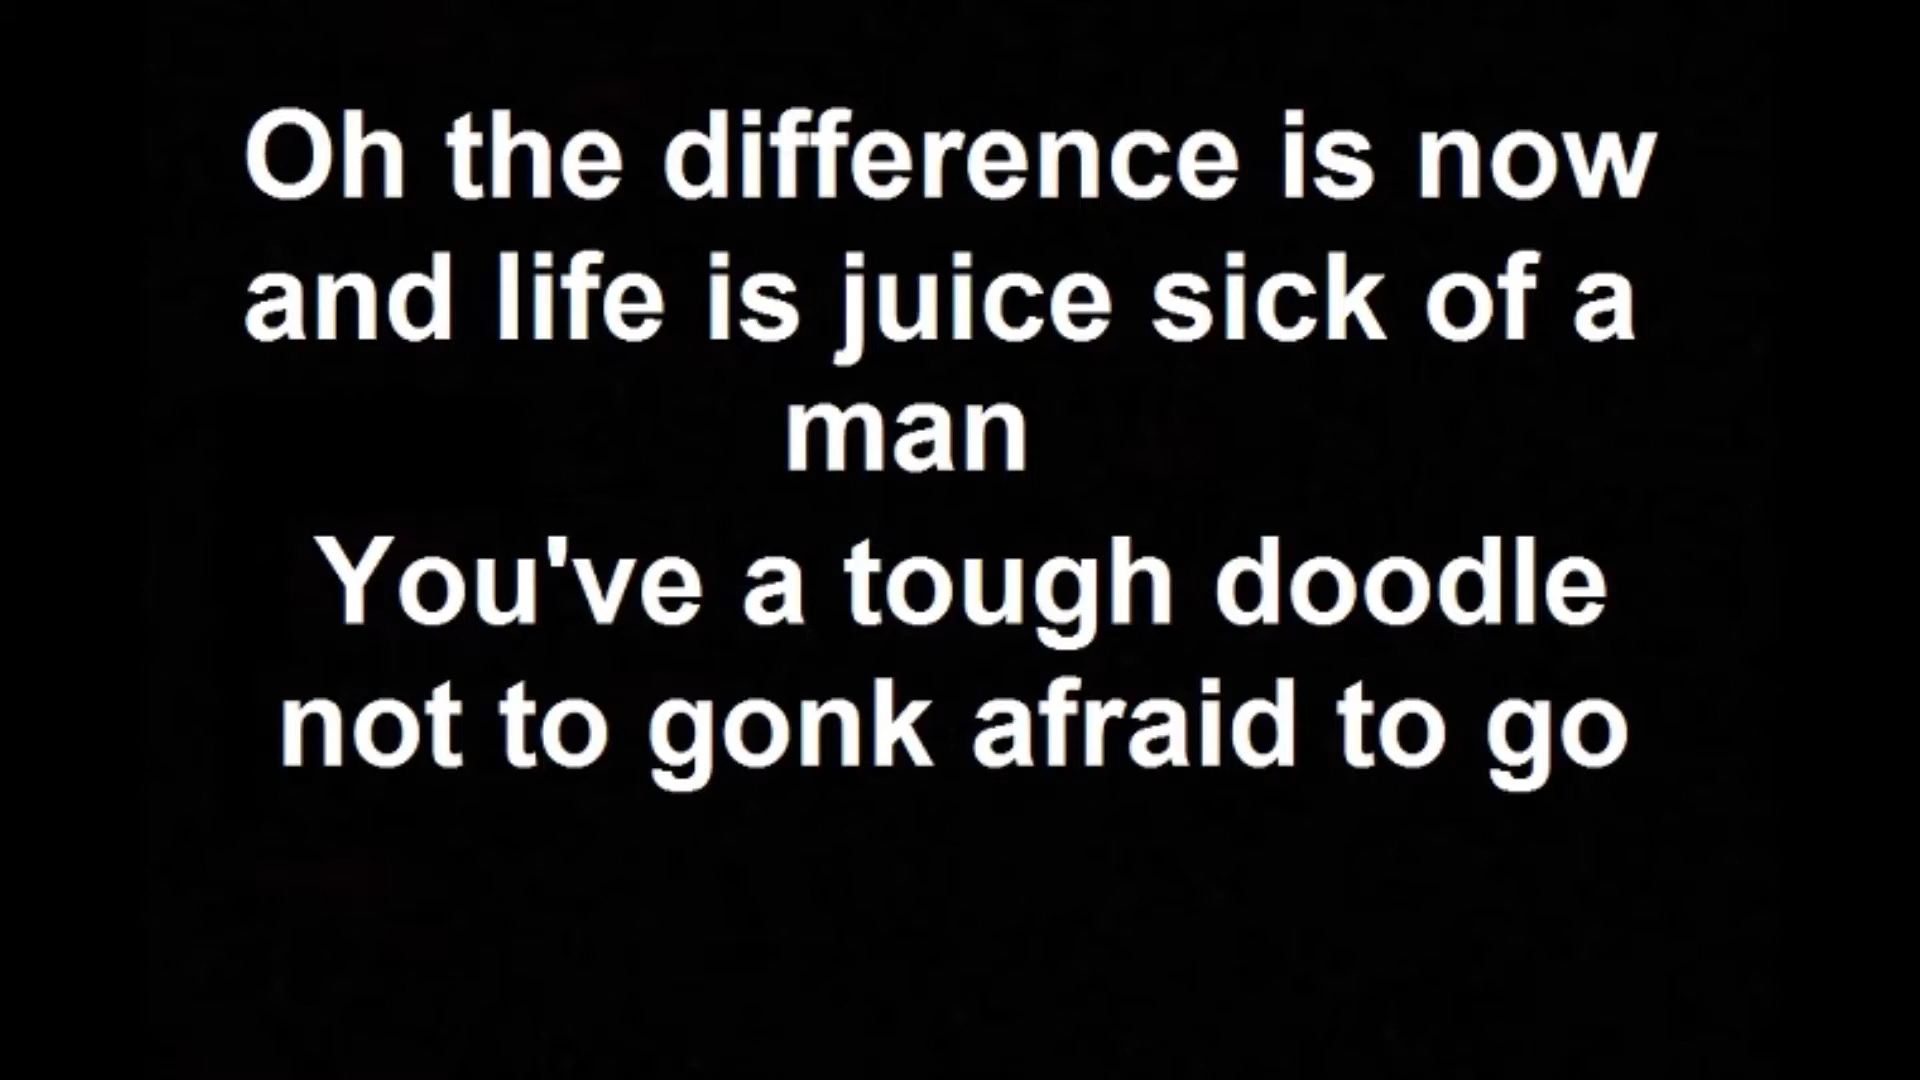 Oh the difference is now
and life is juice sick of a
man
You've a tough doodle
not to gonk afraid to go